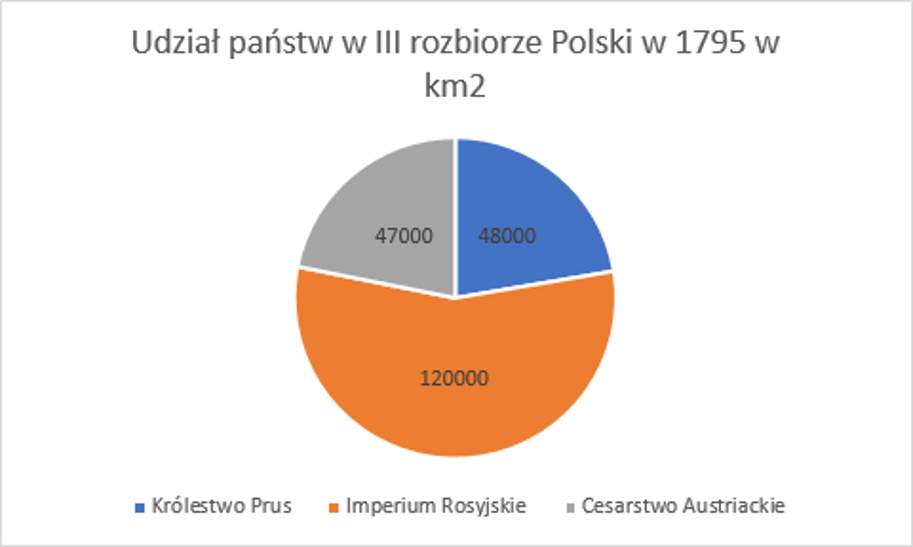 Udział państw w III rozbiorze Polski w 1795 w
km2
47000
48000
120000
Królestwo Prus
Imperium Rosyjskie
Cesarstwo Austriackie